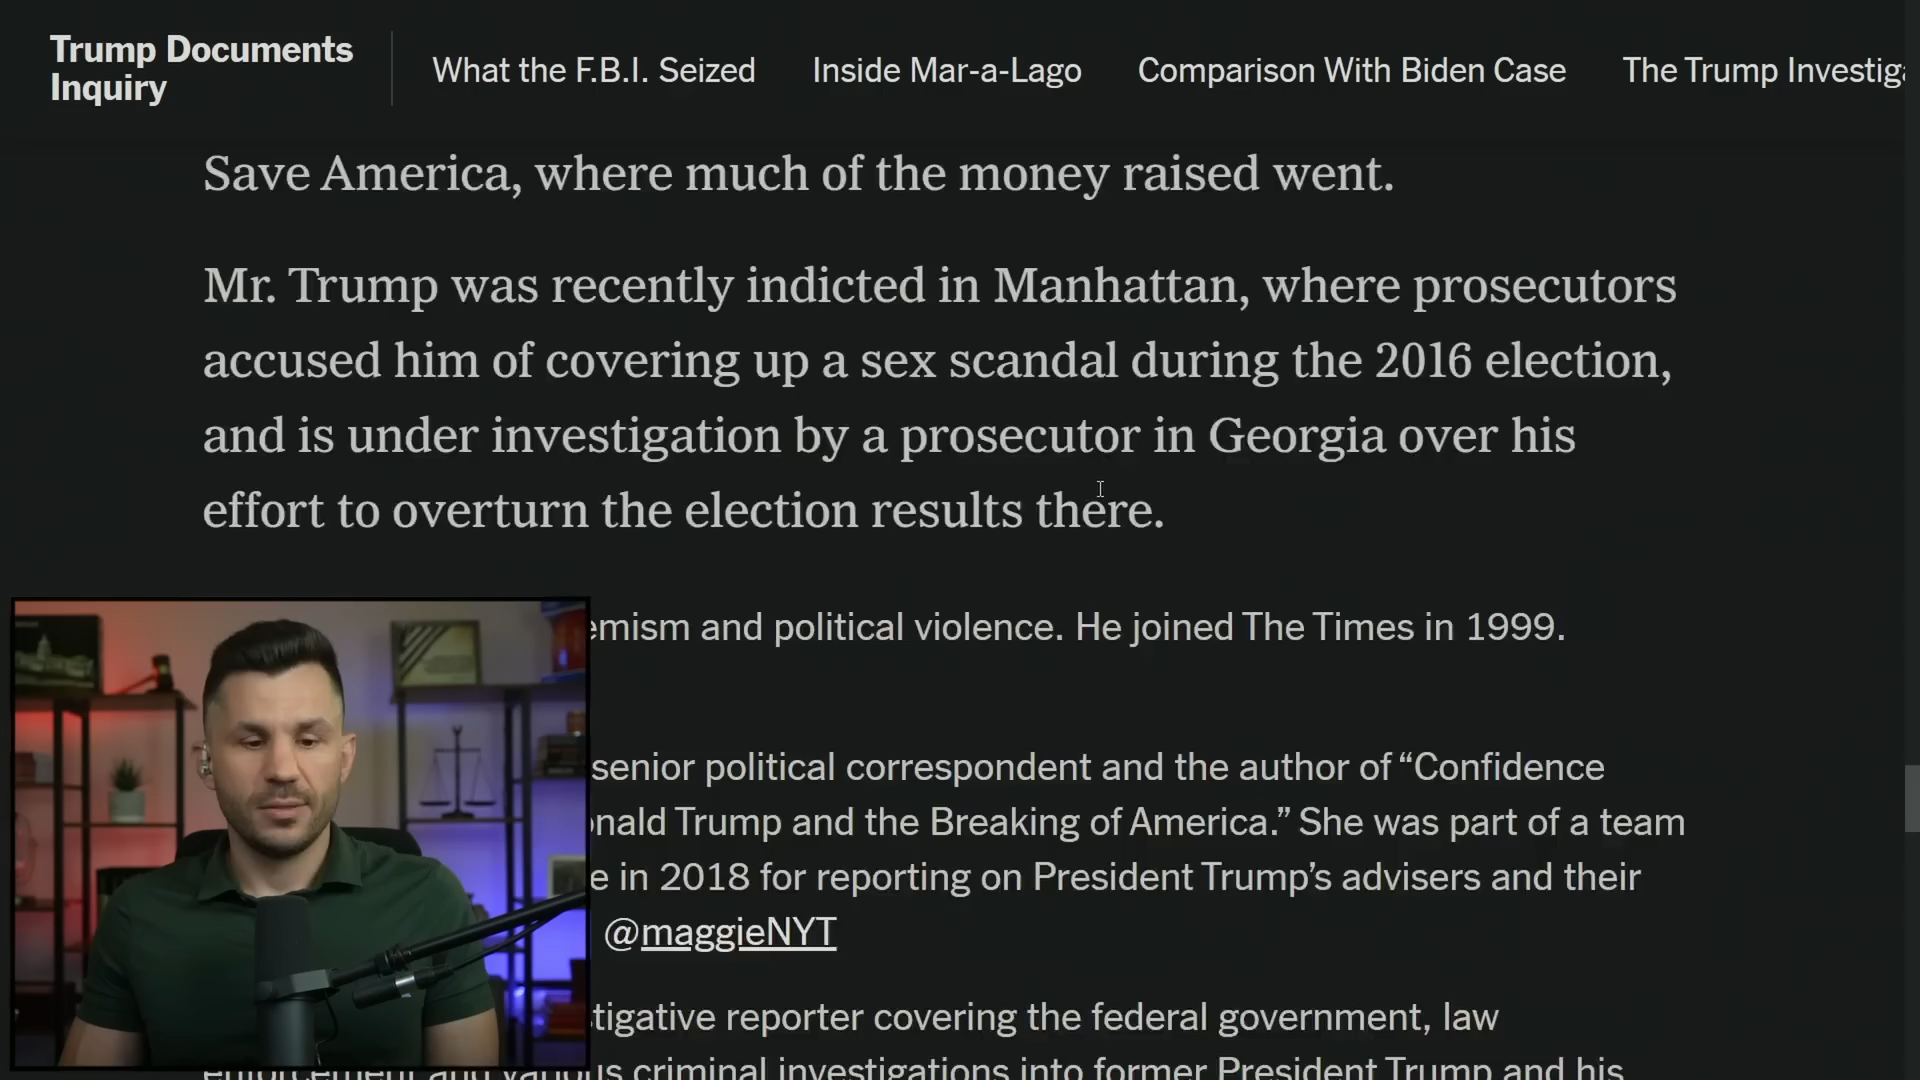 Trump Documents
Inquiry
What the F.B.I. Seized
Inside Mar-a-Lago
Comparison With Biden Case
The Trump Investiga
Save America, where much of the money raised went.
Mr. Trump was recently indicted in Manhattan, where prosecutors
accused him of covering up a sex scandal during the 2016 election,
and is under investigation by a prosecutor in Georgia over his
effort to overturn the election results there.
emism and political violence. He joined The Times in 1999.
senior political correspondent and the author of “Confidence
onald Trump and the Breaking of America.” She was part of a team
e in 2018 for reporting on President Trump’s advisers and their
@maggieNYT
tigative reporter covering the federal government, law
enforcement and various criminal investigations into former President Trump and his